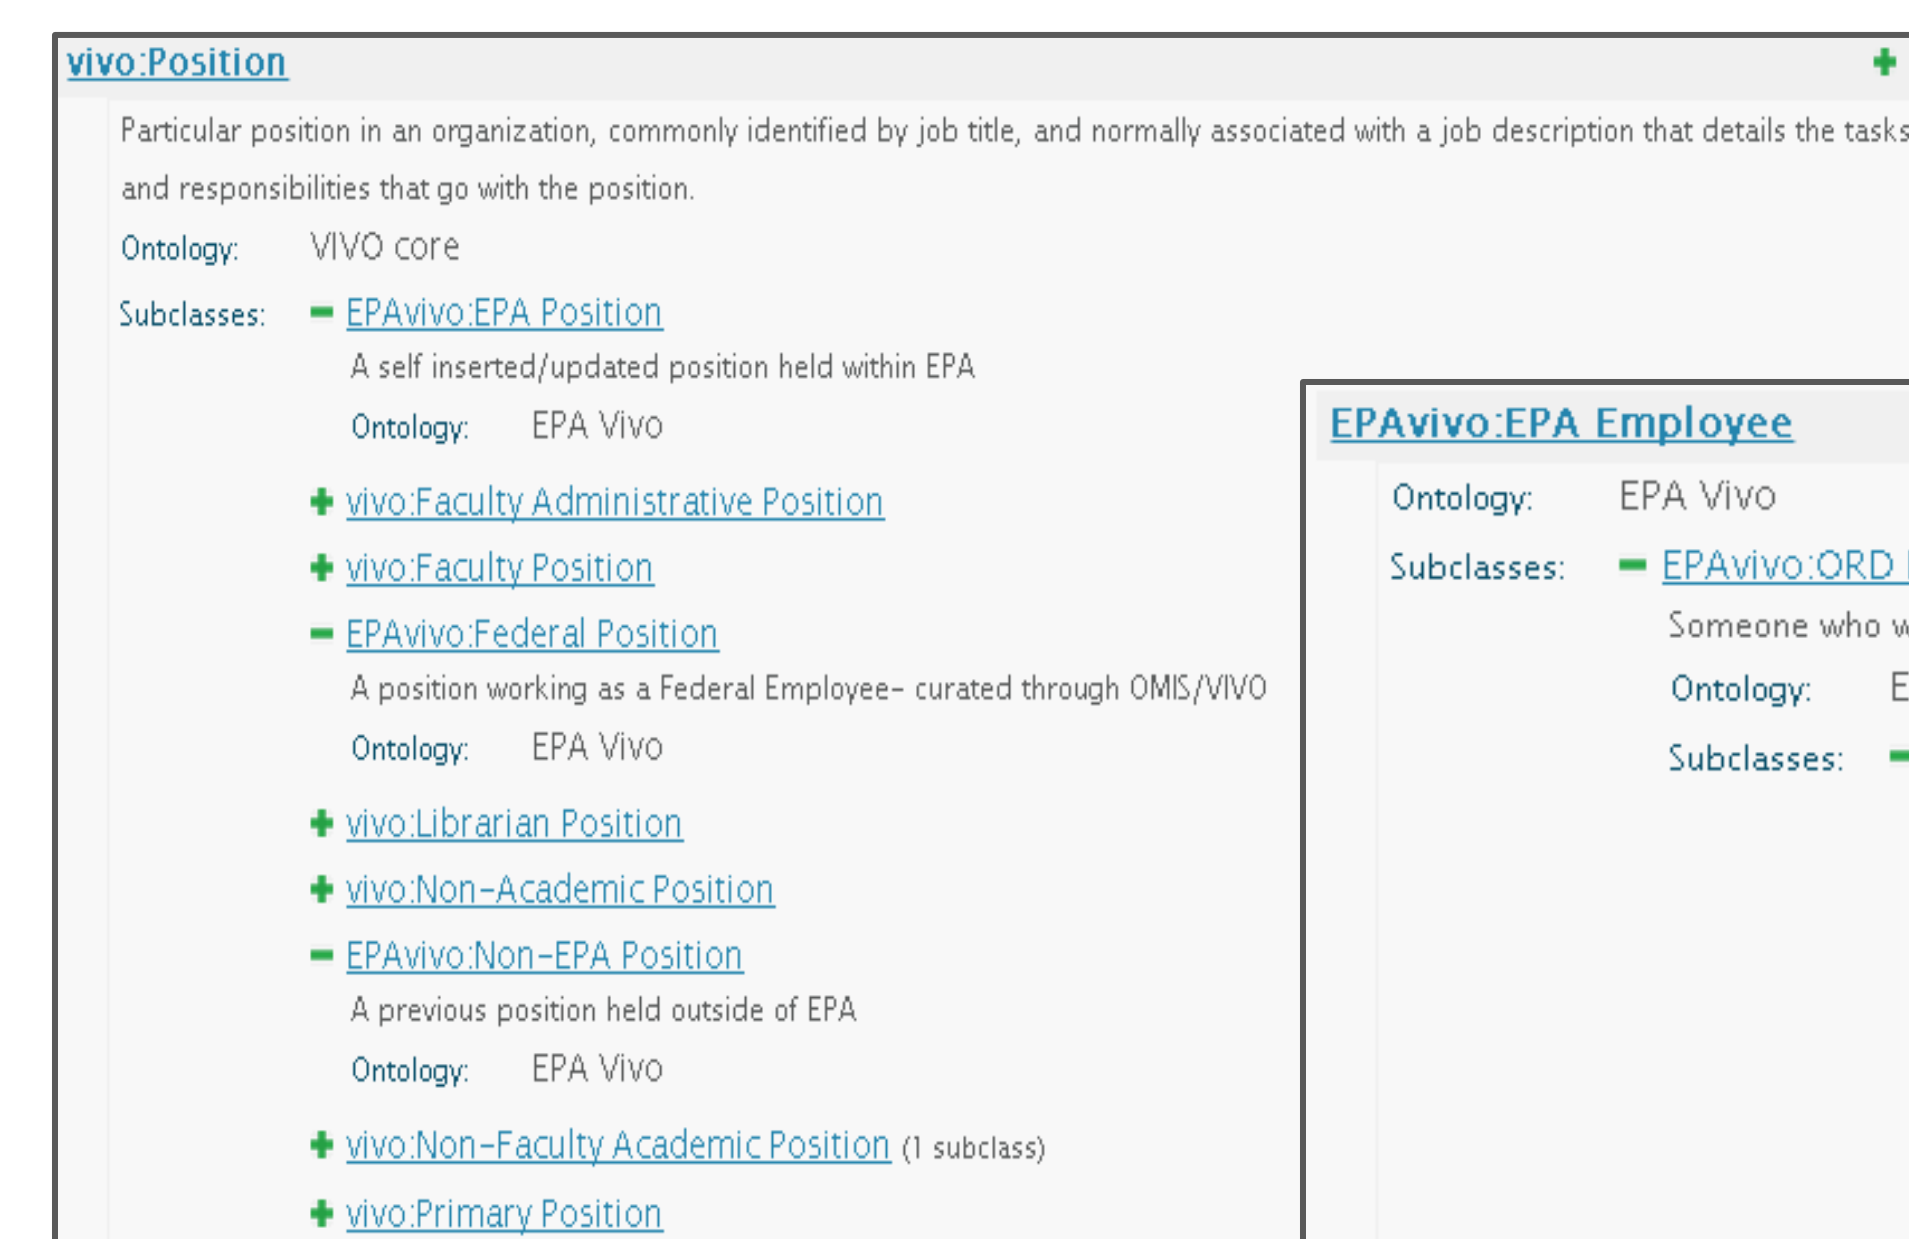 vivo:Position
Particular position in an organization, commonly identified by job title, and normally associated with a job description that details the tasks
and responsibilities that go with the position.
Ontology: VIVO core
Subclasses: EPAvivo:EPA Position
A self inserted/updated position held within EPA
Ontology: EPA Vivo
vivo:Faculty Administrative Position
vivo:Faculty Position
EPAvivo:Federal Position
A position working as a Federal Employee– curated through OMIS/VIVO
Ontology: EPA Vivo
vivo:Librarian Position
vivo:Non–Academic Position
EPAvivo:Non–EPA Position
A previous position held outside of EPA
Ontology: EPA Vivo
vivo:Non–Faculty Academic Position (1 subclass)
vivo:Primary Position
EPAvivo:EPA Employee
Ontology: EPA Vivo
Subclasses: EPAvivo:ORD
Someone who
Ontology:
Subclasses: